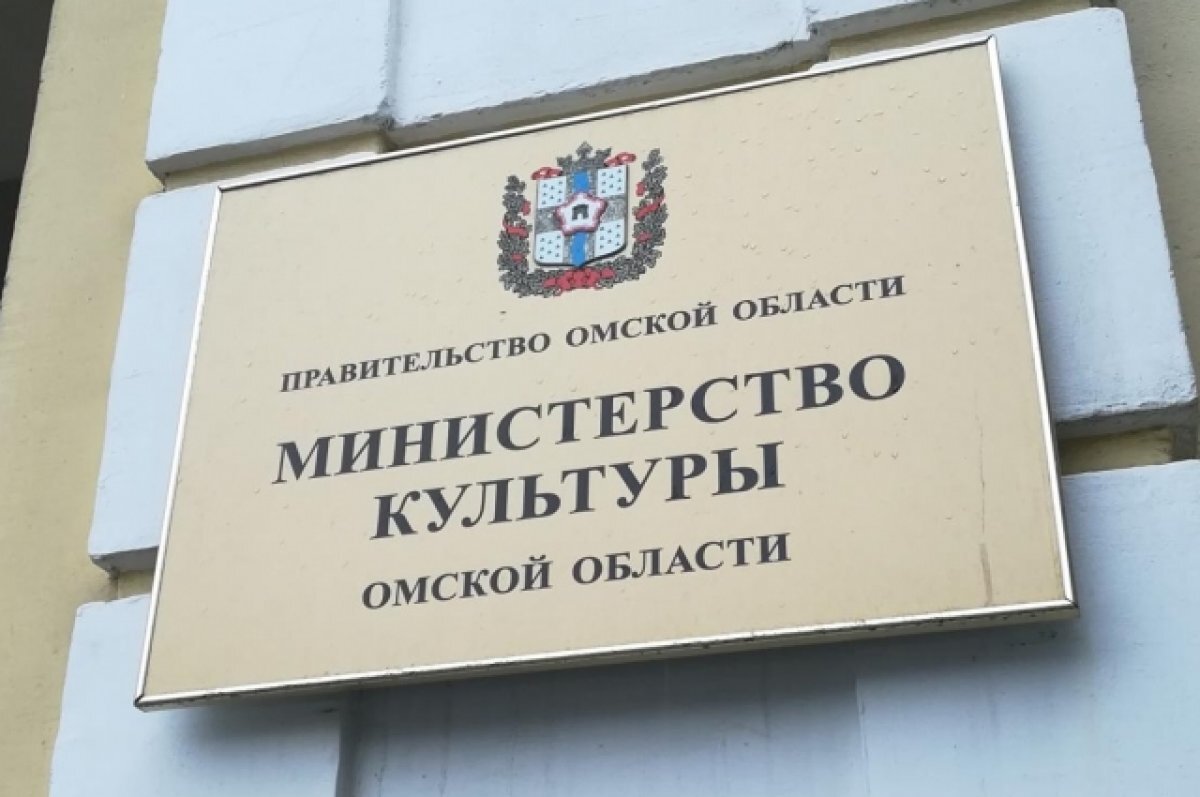 ПРАВИТЕЛЬСТВО ОМСКОЙ ОБЛАСТИ
МИНИСТЕРСТВО
КУЛЬТУРЫ
ОМСКОЙ ОБЛАСТИ